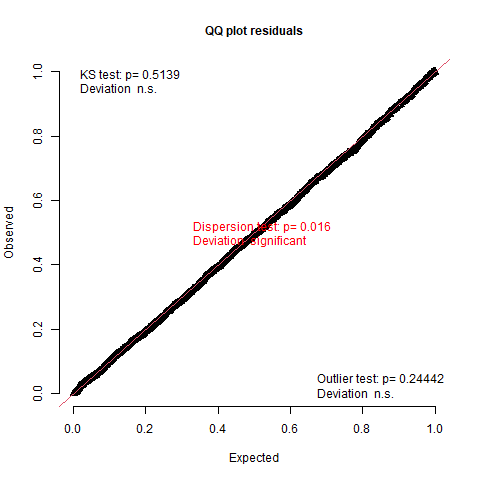 QQ plot residuals
KS test: p= 0.5139
Deviation n.s.
Dispersion test: p= 0.016
Deviation significant
Outlier test: p= 0.24442
Deviation n.s.
Observed
0.0
0.2
0.4
0.6
0.8
1.0
0.0 0.2 0.4 0.6 0.8 1.0
Expected